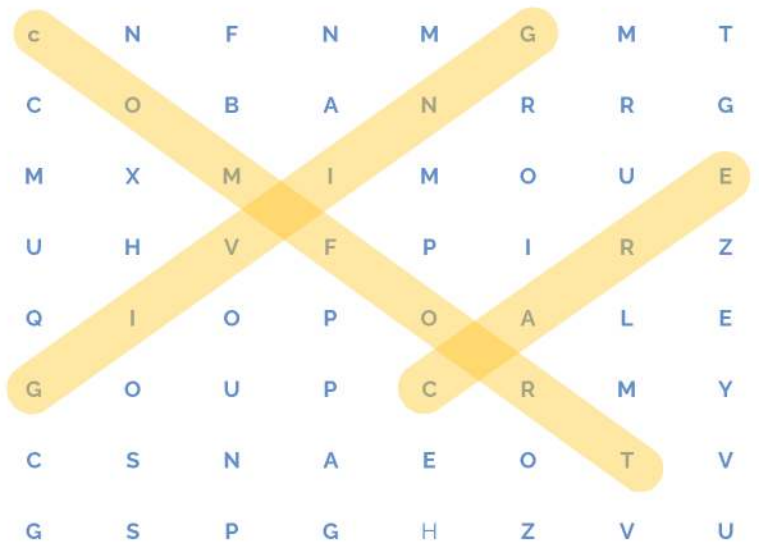 c N F N M G M T
C O B A N R R G
M X M I M O U E
U H V F P I R Z
Q I O P O A L E
G O U P C R M Y
C S N A E O T V
G S P G H Z V U